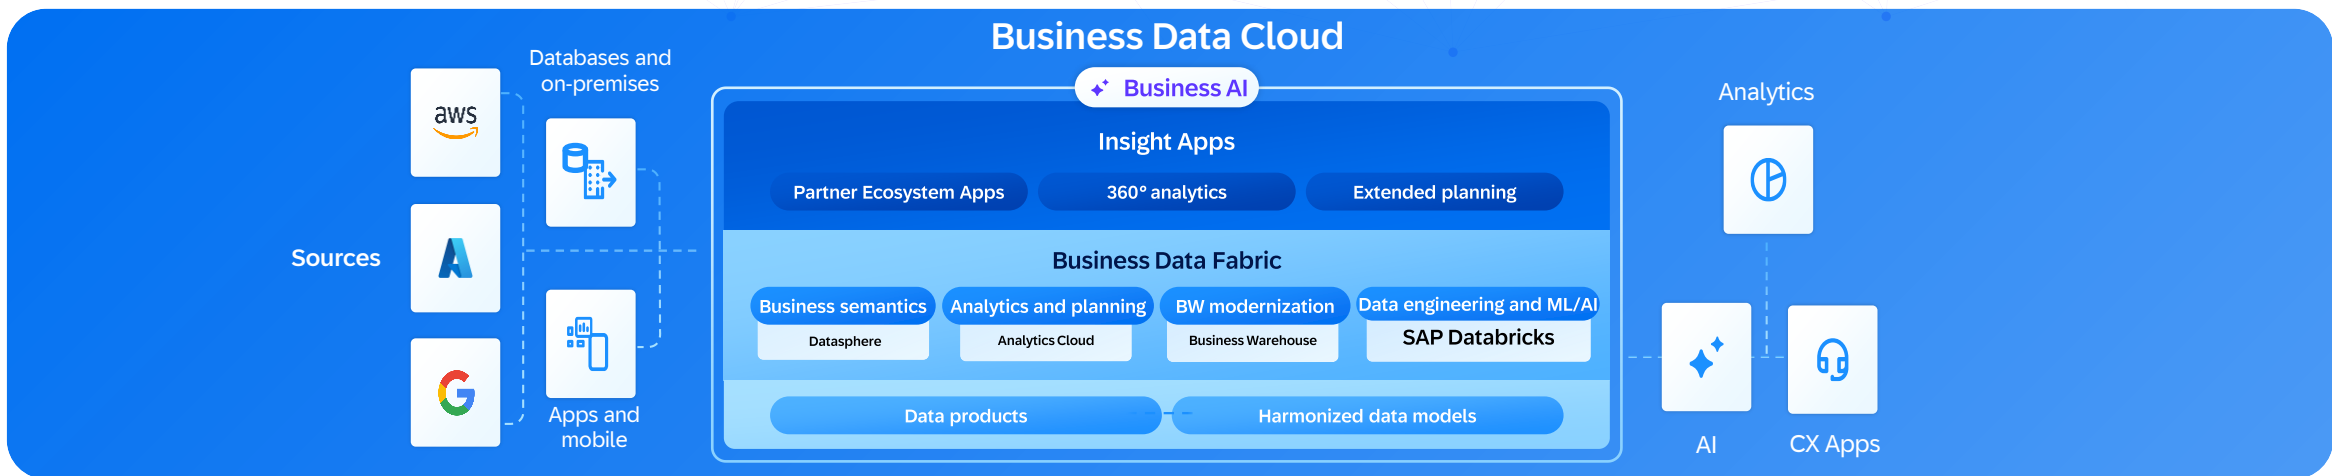 Business Data Cloud
Databases and
on-premises
aws
Sources
Apps and
mobile
Business AI
Insight Apps
Partner Ecosystem Apps
360° analytics
Extended planning
Business Data Fabric
Business semantics
Datasphere
Analytics and planning
Analytics Cloud
BW modernization
Business Warehouse
Data engineering and ML/AI
SAP Databricks
Data products
Harmonized data models
Analytics
AI
CX Apps